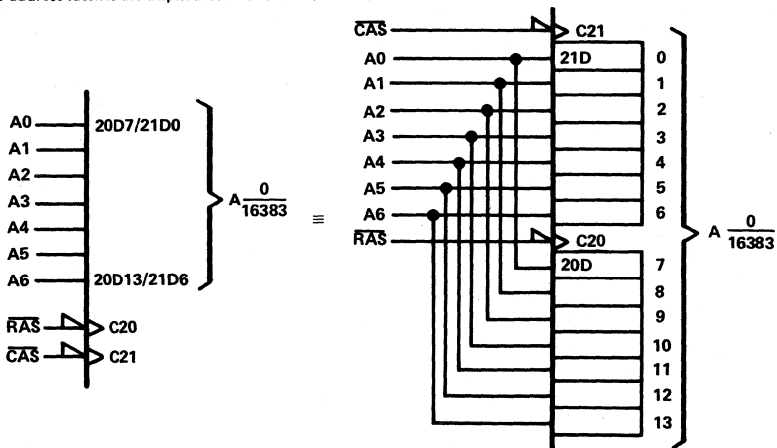 A0 20D7/21D0
A1
A2
A3
A4
A5
A6 20D13/21D6
A 0/16383
RAS C20
CAS C21
≡
CAS C21
A0 21D 0
A1 1
A2 2
A3 3
A4 4
A5 5
A6 6
RAS C20
20D 7
8
9
10
11
12
13
A 0/16383